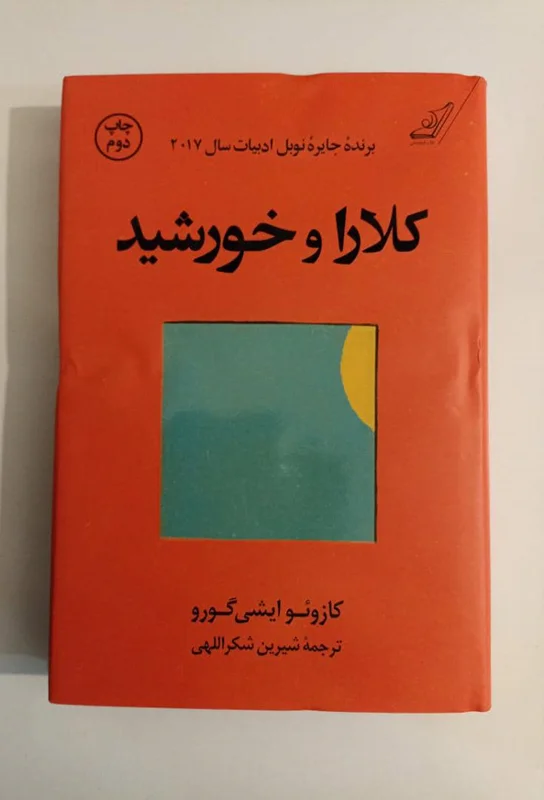 برندهٔ جایزهٔ نوبل ادبیات سال ۲۰۱۷
چاپ
دوم
کلارا و خورشید
کازوئو ایشی‌گورو
ترجمهٔ شیرین شکراللهی